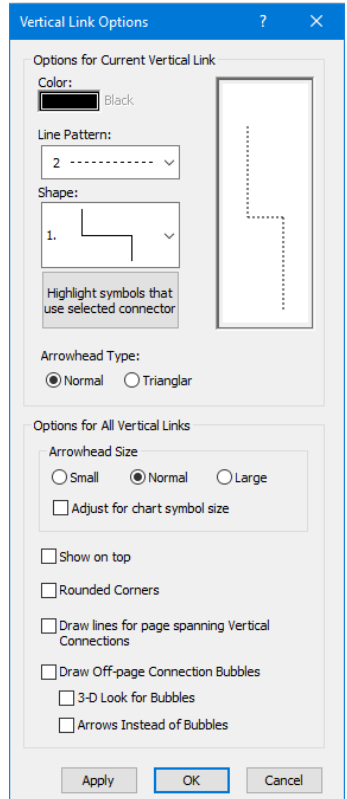 Vertical Link Options ?
Options for Current Vertical Link
Color:
Black
Line Pattern:
2
Shape:
1.
Highlight symbols that
use selected connector
Arrowhead Type:
Normal Trianglar
Options for All Vertical Links
Arrowhead Size
Small Normal Large
Adjust for chart symbol size
Show on top
Rounded Corners
Draw lines for page spanning Vertical
Connections
Draw Off-page Connection Bubbles
3-D Look for Bubbles
Arrows Instead of Bubbles
Apply OK Cancel